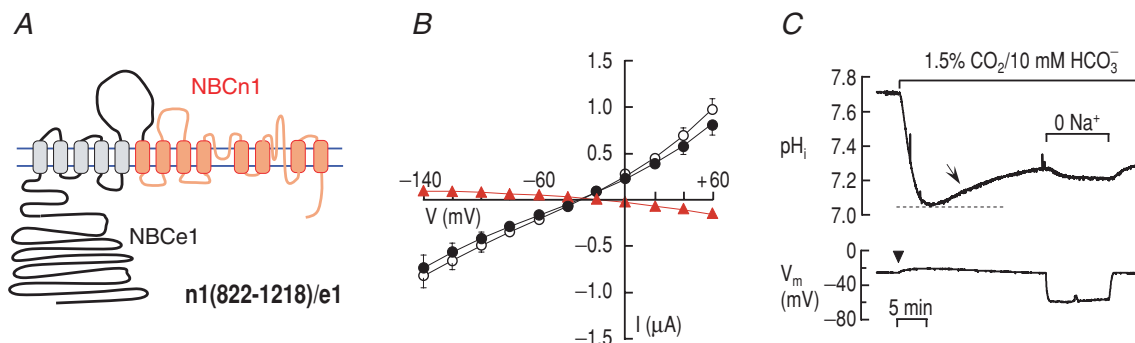 A
NBCn1
NBCe1
n1(822-1218)/e1
B
1.0
0.5
−140
−60
+60
V (mV)
−0.5
−1.0
−1.5
I (μA)
C
1.5% CO₂/10 mM HCO₃⁻
7.8
7.6
7.4
7.2
7.0
pHᵢ
0 Na⁺
0
−40
−80
Vₘ
(mV)
5 min